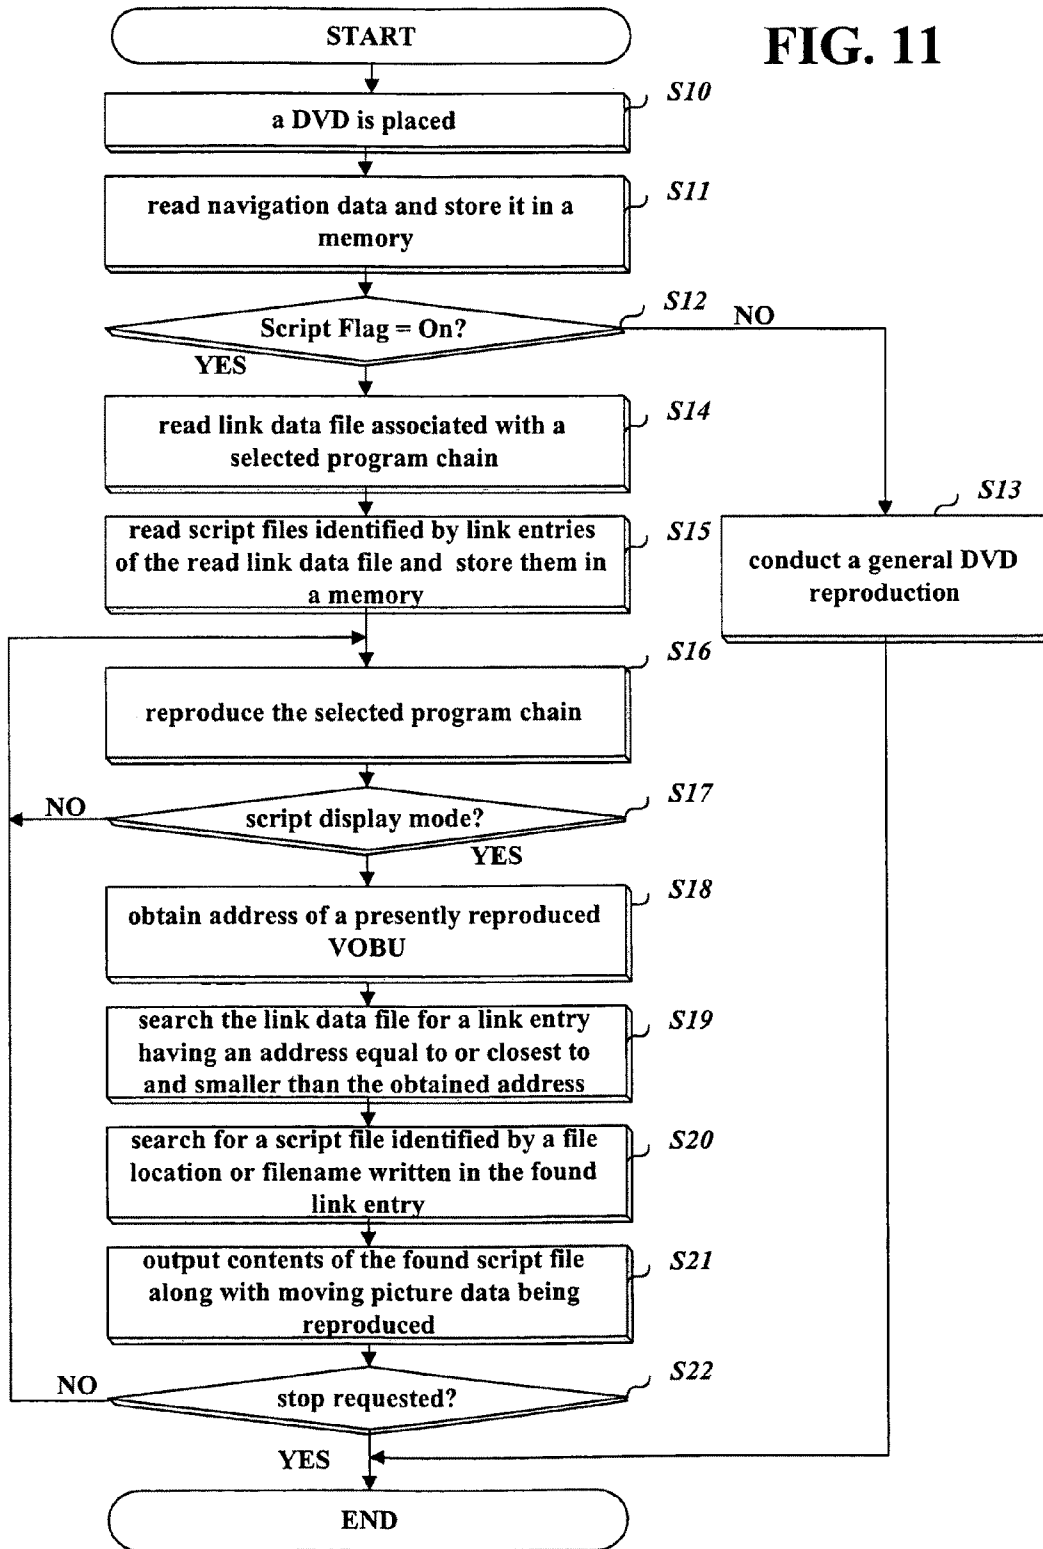 FIG. 11
START
S10
a DVD is placed
S11
read navigation data and store it in a
memory
S12
Script Flag = On?
NO
YES
S14
read link data file associated with a
selected program chain
S13
conduct a general DVD
reproduction
S15
read script files identified by link entries
of the read link data file and store them in
a memory
S16
reproduce the selected program chain
S17
NO
script display mode?
YES
S18
obtain address of a presently reproduced
VOBU
S19
search the link data file for a link entry
having an address equal to or closest to
and smaller than the obtained address
S20
search for a script file identified by a file
location or filename written in the found
link entry
S21
output contents of the found script file
along with moving picture data being
reproduced
S22
NO
stop requested?
YES
END